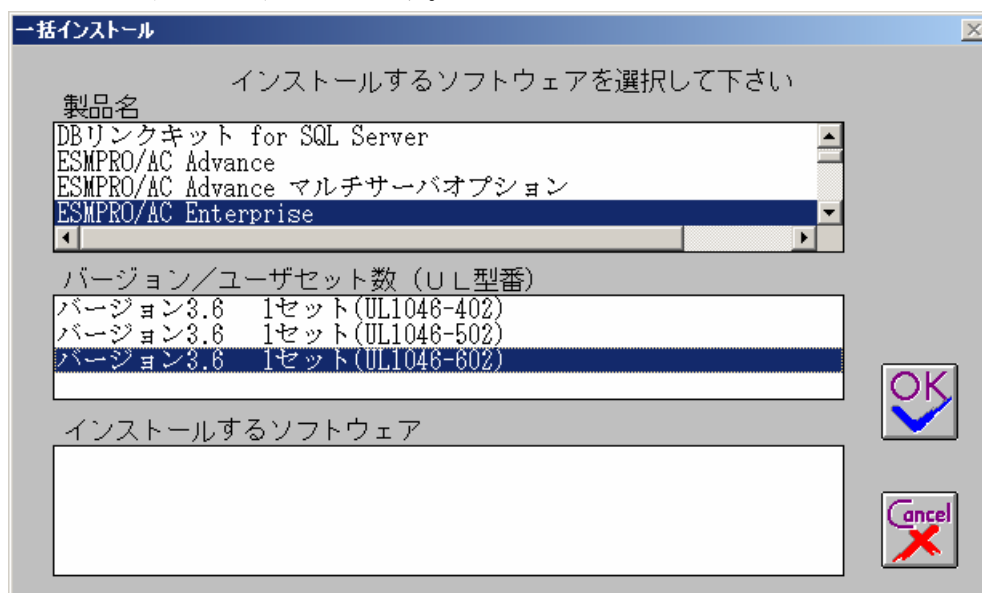 一括インストール
インストールするソフトウェアを選択して下さい
製品名
DBリンクキット for SQL Server
ESMPRO/AC Advance
ESMPRO/AC Advance マルチサーバオプション
ESMPRO/AC Enterprise
バージョン／ユーザセット数（ＵＬ型番）
バージョン3.6 1セット(UL1046-402)
バージョン3.6 1セット(UL1046-502)
バージョン3.6 1セット(UL1046-602)
OK
インストールするソフトウェア
Cancel